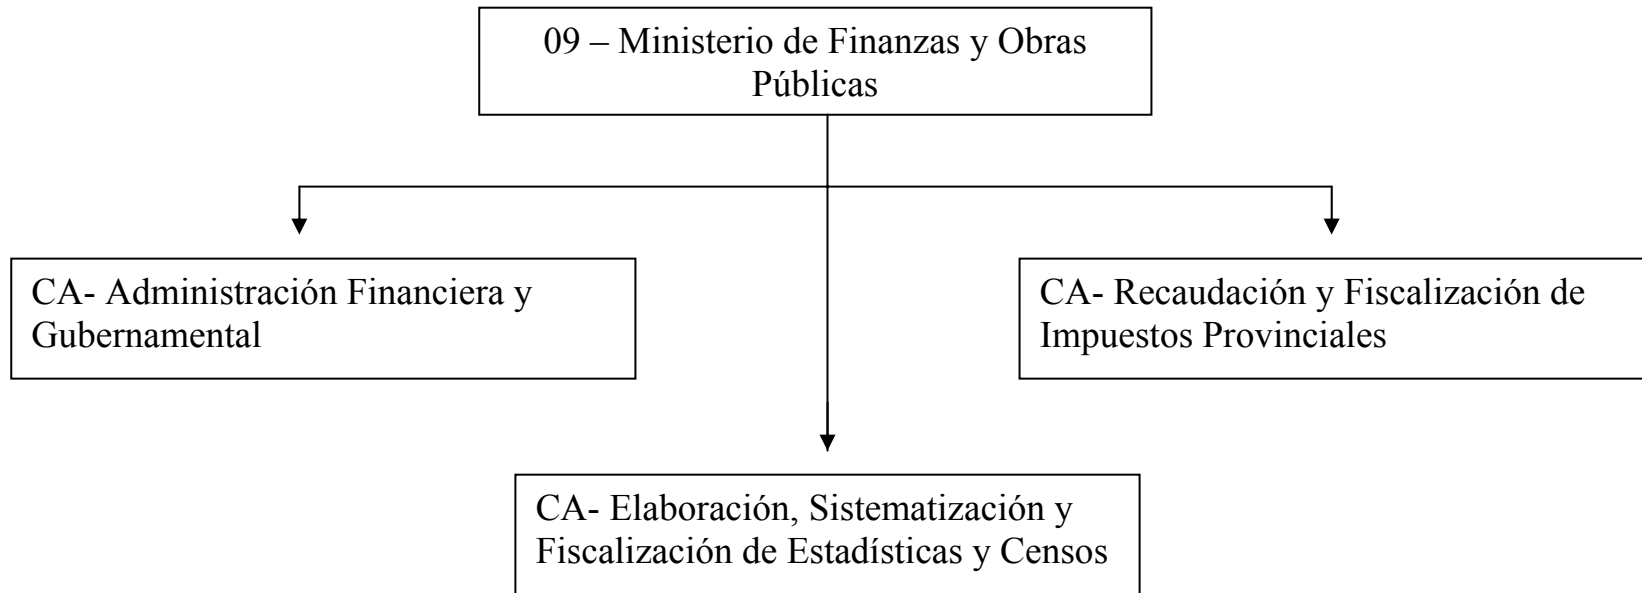 09 – Ministerio de Finanzas y Obras
Públicas
CA- Administración Financiera y
Gubernamental
CA- Recaudación y Fiscalización de
Impuestos Provinciales
CA- Elaboración, Sistematización y
Fiscalización de Estadísticas y Censos